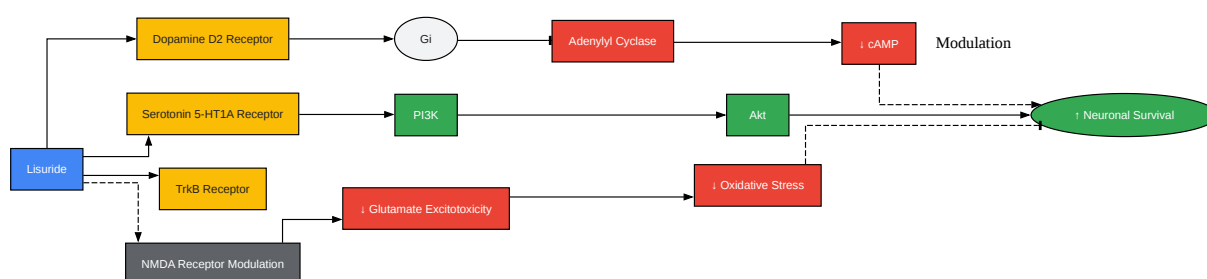 Dopamine D2 Receptor
Gi
Adenylyl Cyclase
↓ cAMP
Modulation
Serotonin 5-HT1A Receptor
PI3K
Akt
↑ Neuronal Survival
Lisuride
TrkB Receptor
↓ Oxidative Stress
↓ Glutamate Excitotoxicity
NMDA Receptor Modulation